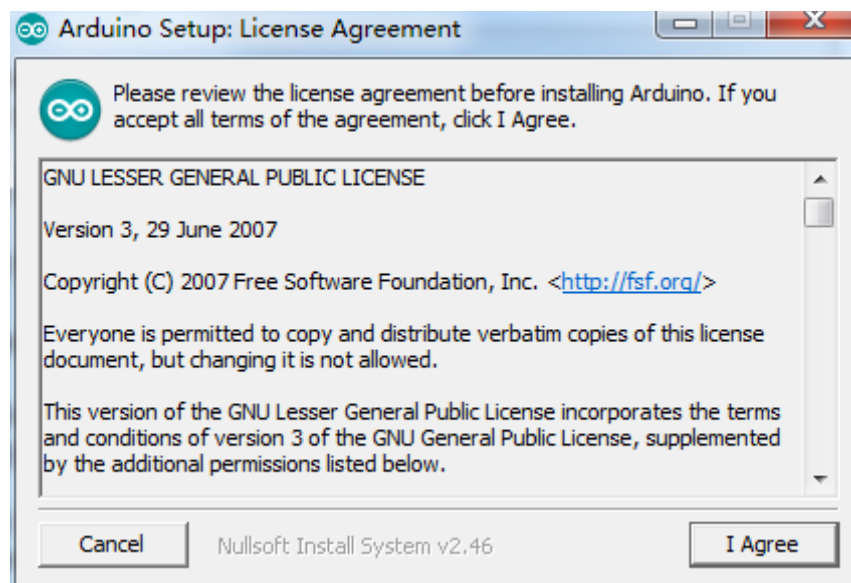 Arduino Setup: License Agreement
Please review the license agreement before installing Arduino. If you
accept all terms of the agreement, click I Agree.
GNU LESSER GENERAL PUBLIC LICENSE
Version 3, 29 June 2007
Copyright (C) 2007 Free Software Foundation, Inc. <http://fsf.org/>
Everyone is permitted to copy and distribute verbatim copies of this license
document, but changing it is not allowed.
This version of the GNU Lesser General Public License incorporates the terms
and conditions of version 3 of the GNU General Public License, supplemented
by the additional permissions listed below.
Cancel
Nullsoft Install System v2.46
I Agree